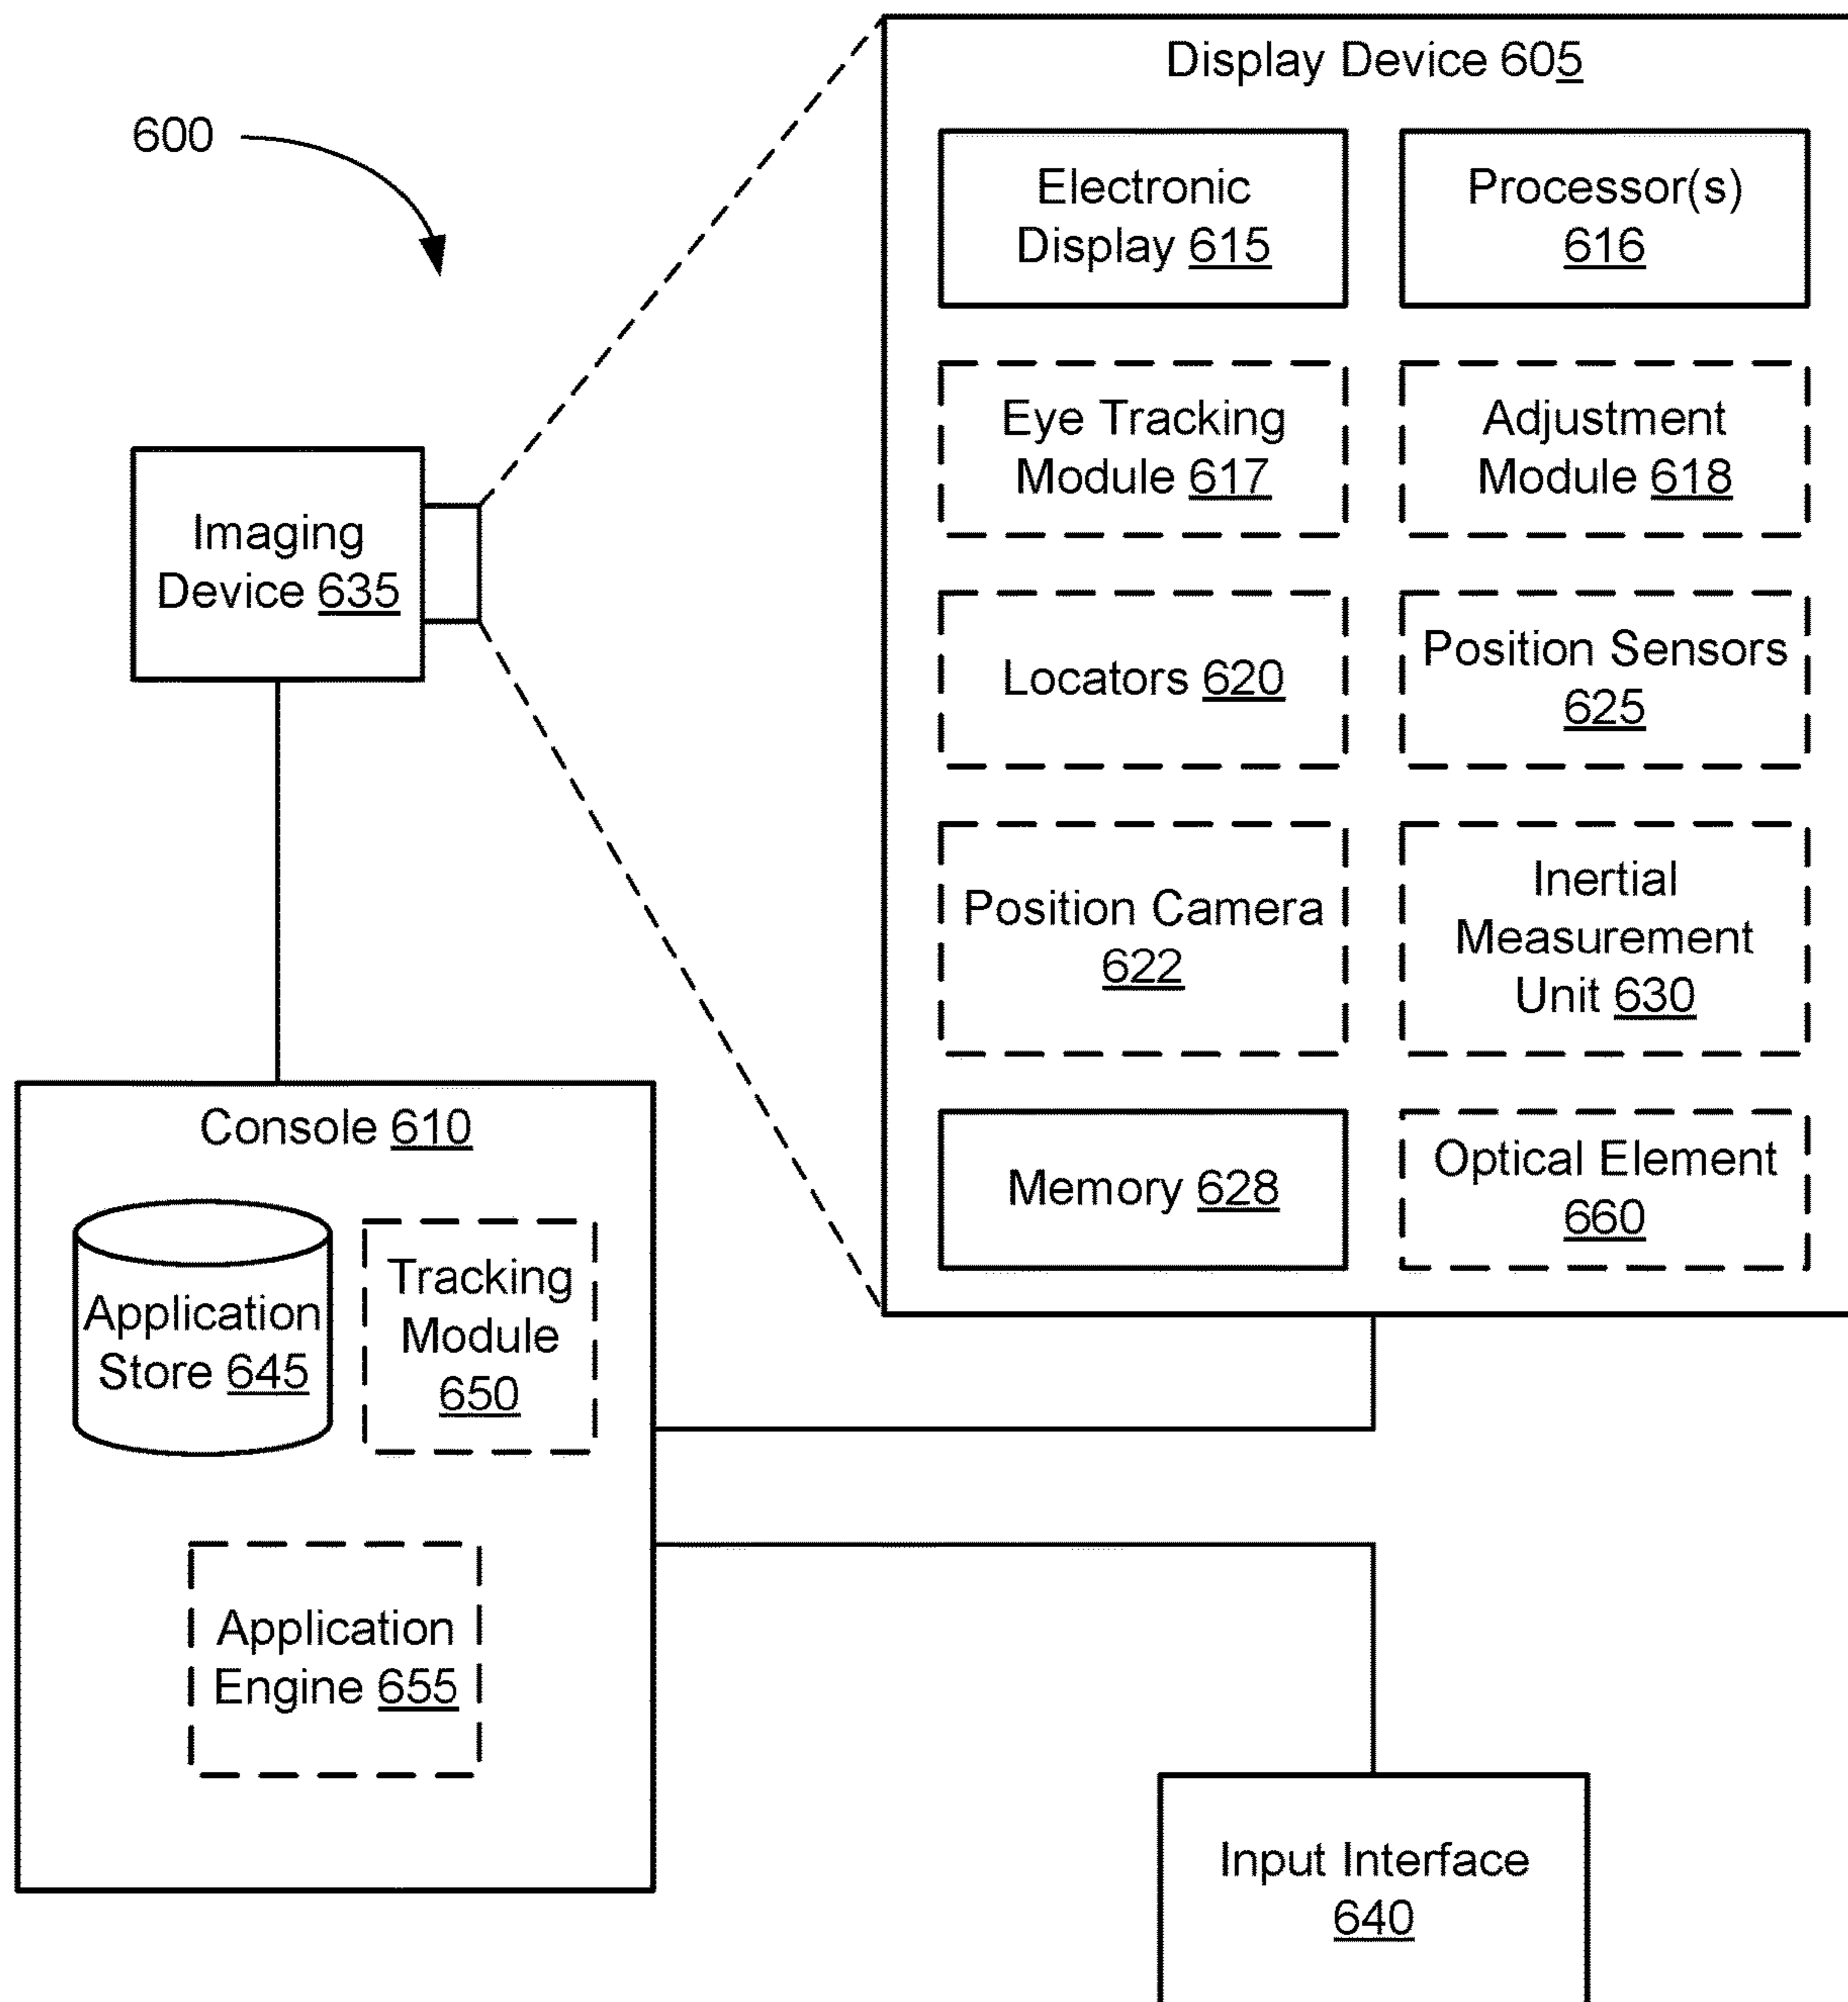 600
Display Device 605
Electronic
Display 615
Processor(s)
616
Eye Tracking
Module 617
Adjustment
Module 618
Imaging
Device 635
Locators 620
Position Sensors
625
Position Camera
622
Inertial
Measurement
Unit 630
Memory 628
Optical Element
660
Console 610
Application
Store 645
Tracking
Module
650
Application
Engine 655
Input Interface
640